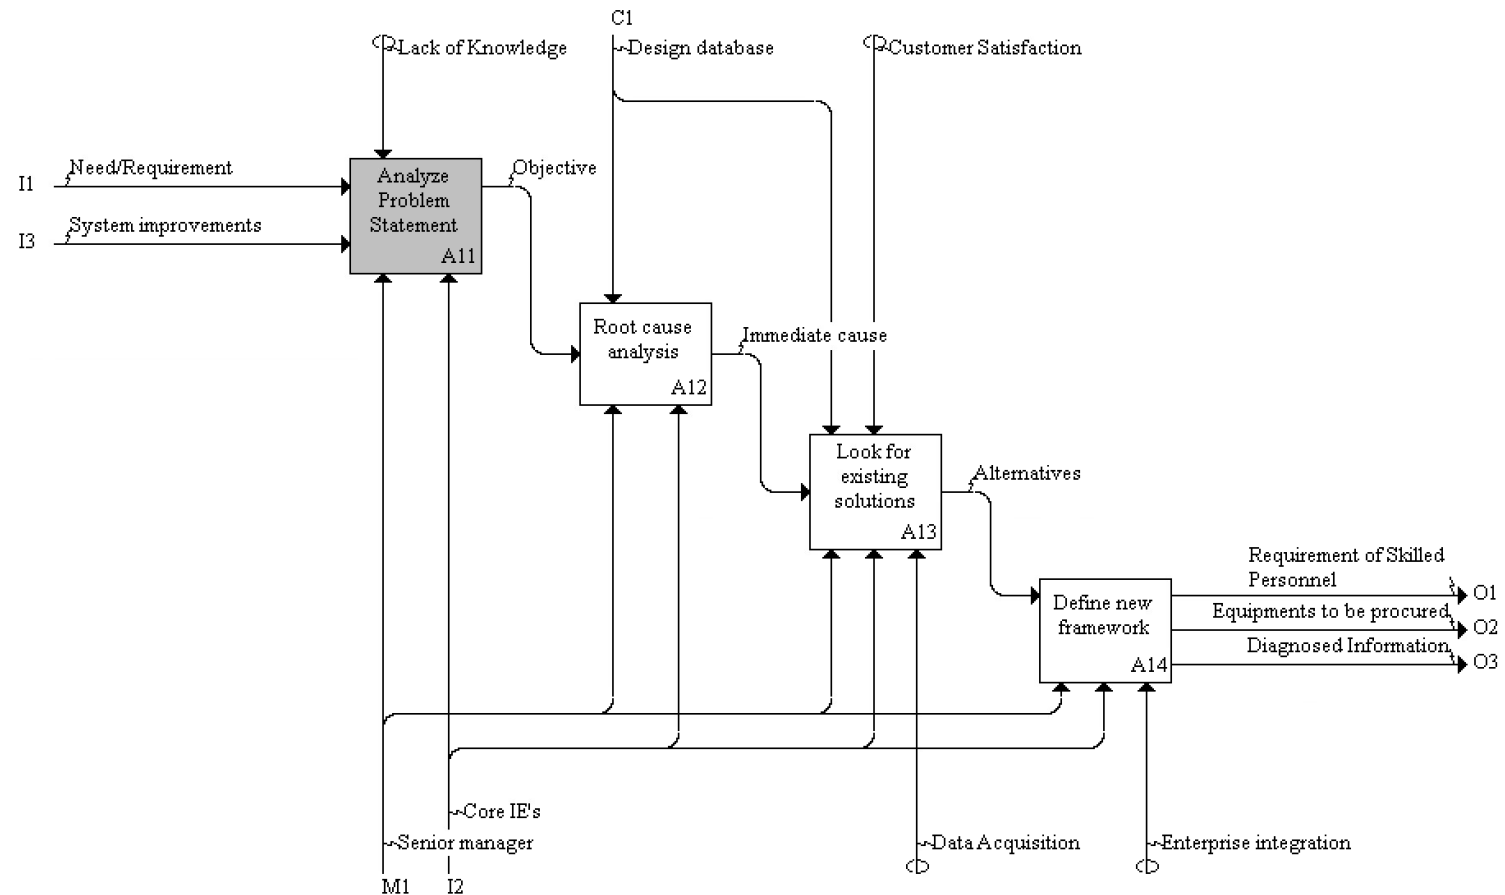 C1
Lack of Knowledge
Design database
Customer Satisfaction
I1
Need/Requirement
I3
System improvements
Analyze
Problem
Statement
A11
Objective
Root cause
analysis
A12
Immediate cause
Look for
existing
solutions
A13
Alternatives
Define new
framework
A14
Requirement of Skilled
Personnel
O1
Equipments to be procured
O2
Diagnosed Information
O3
Core IE's
Senior manager
Data Acquisition
Enterprise integration
M1
I2